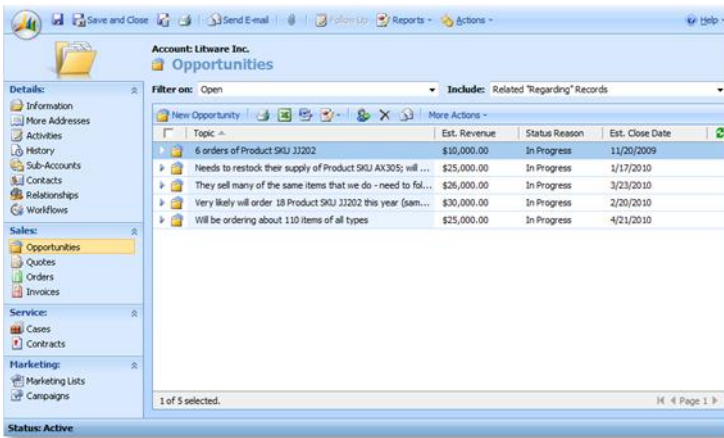 Save and Close Send E-mail Follow Up Reports Actions Help
Account: Litware Inc.
Opportunities
Details:
Information
More Addresses
Activities
History
Sub-Accounts
Contacts
Relationships
Workflows
Sales:
Opportunities
Quotes
Orders
Invoices
Service:
Cases
Contracts
Marketing:
Marketing Lists
Campaigns
Filter on: Open Include: Related "Regarding" Records
New Opportunity More Actions
Topic Est. Revenue Status Reason Est. Close Date
6 orders of Product SKU JJ202 $10,000.00 In Progress 11/20/2009
Needs to restock their supply of Product SKU AX305; will ... $25,000.00 In Progress 1/17/2010
They sell many of the same items that we do - need to fol... $26,000.00 In Progress 3/23/2010
Very likely will order 18 Product SKU JJ202 this year (sam... $30,000.00 In Progress 2/20/2010
Will be ordering about 110 items of all types $25,000.00 In Progress 4/21/2010
1 of 5 selected. Page 1
Status: Active